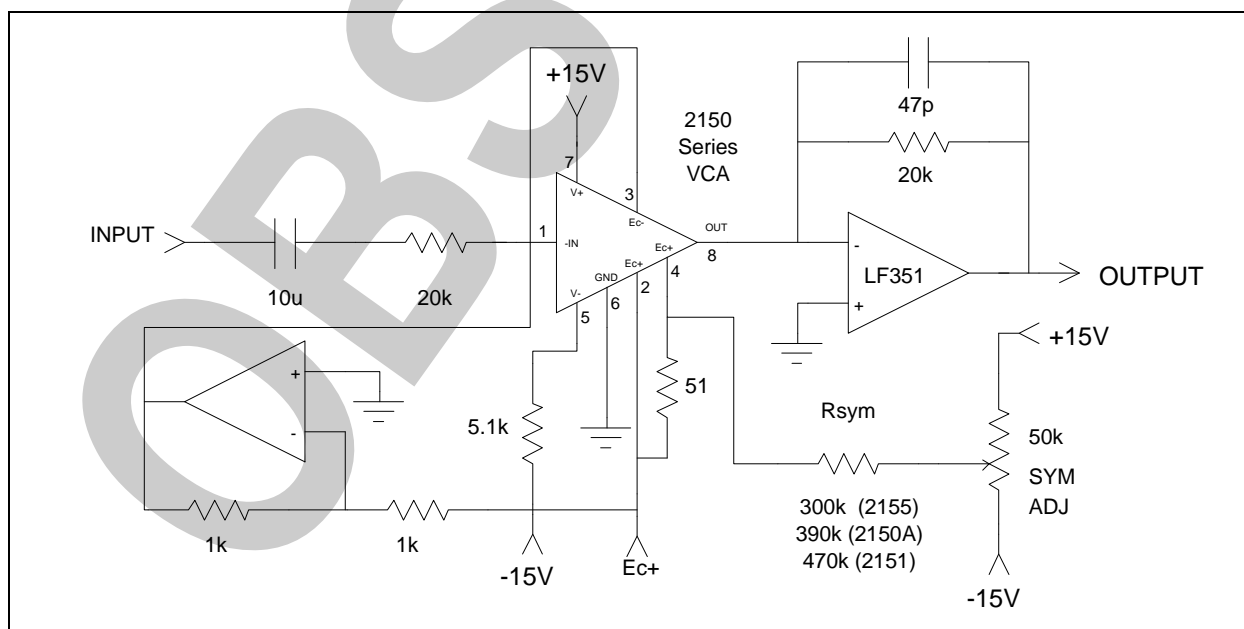 OBS
+15V
47p
2150
Series
VCA
20k
7
V+
3
Ec-
INPUT
10u
20k
1
-IN
OUT
8
Ec+
4
Ec+
2
GND
6
V-
5
-
LF351
+
OUTPUT
+15V
+
-
5.1k
51
Rsym
50k
SYM
ADJ
300k (2155)
390k (2150A)
470k (2151)
1k
1k
-15V
Ec+
-15V